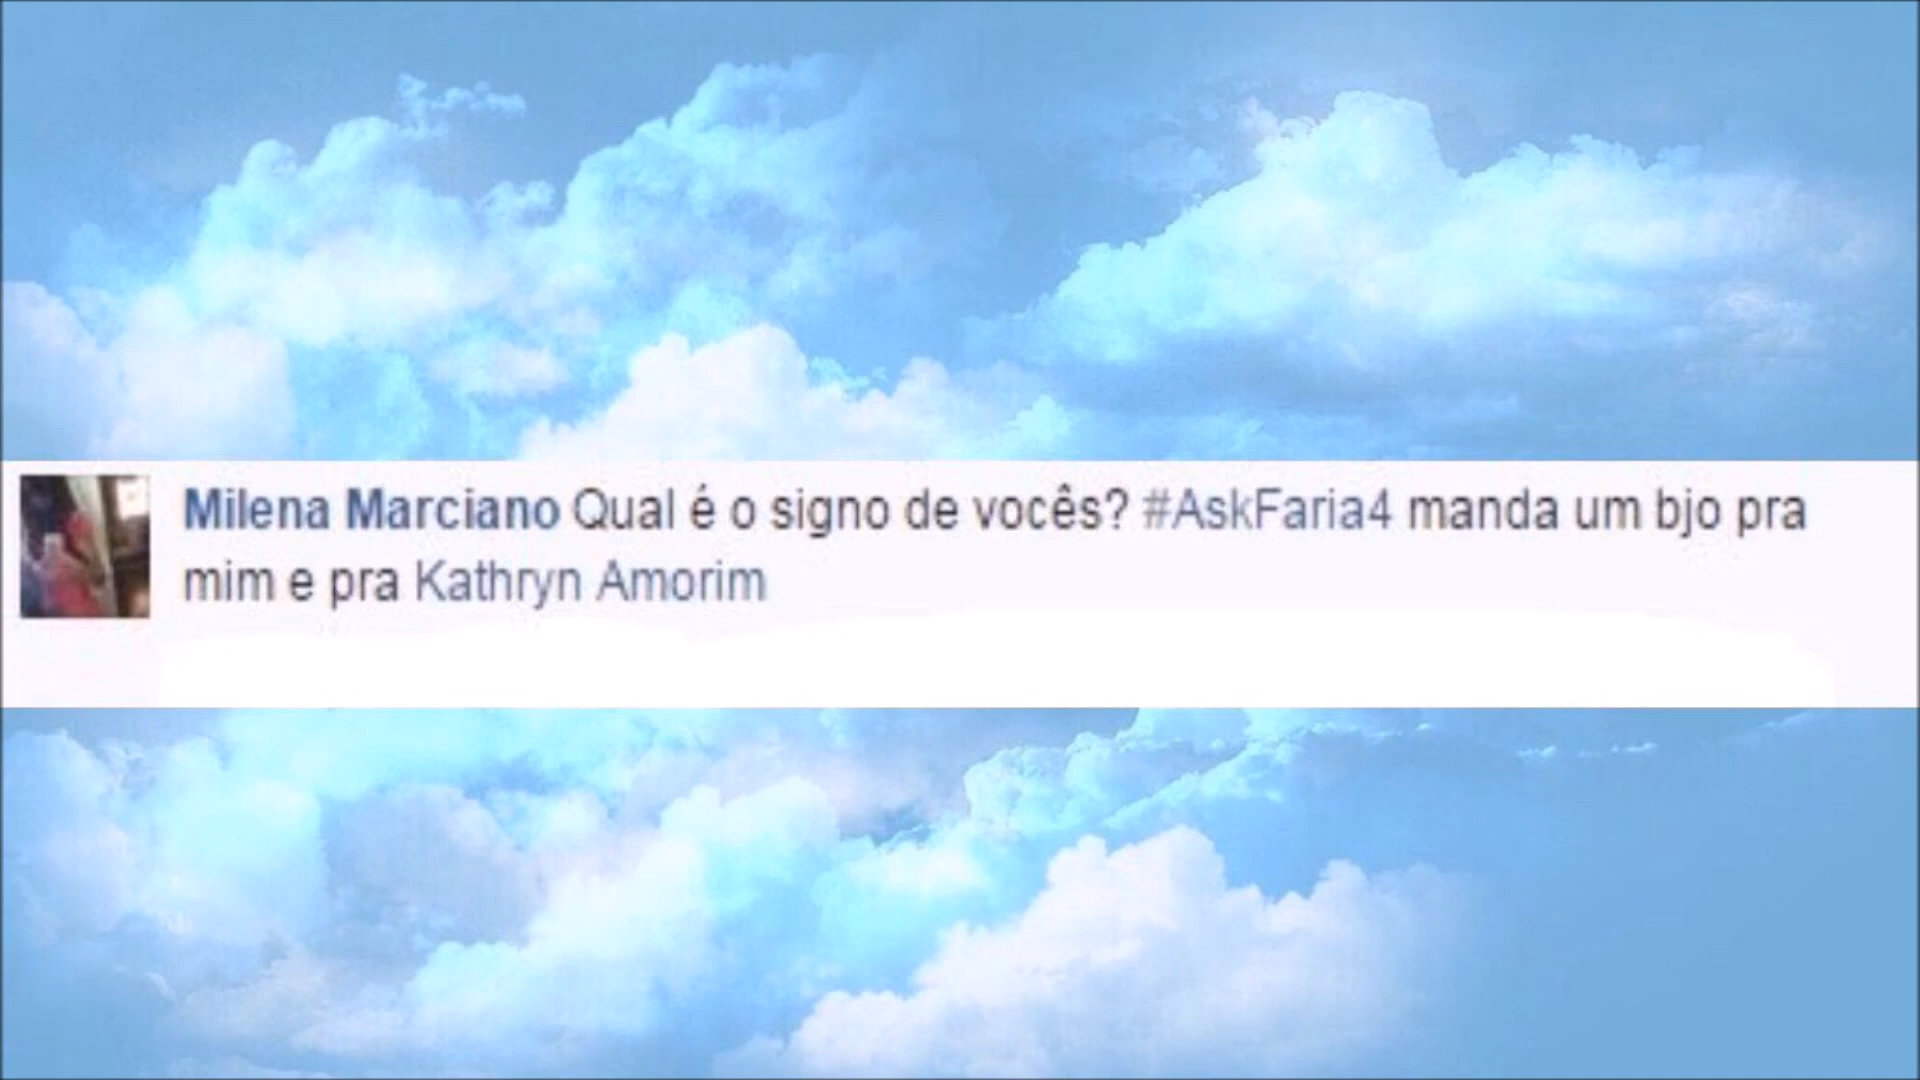 Milena Marciano Qual é o signo de vocês? #AskFaria4 manda um bjo pra
mim e pra Kathryn Amorim